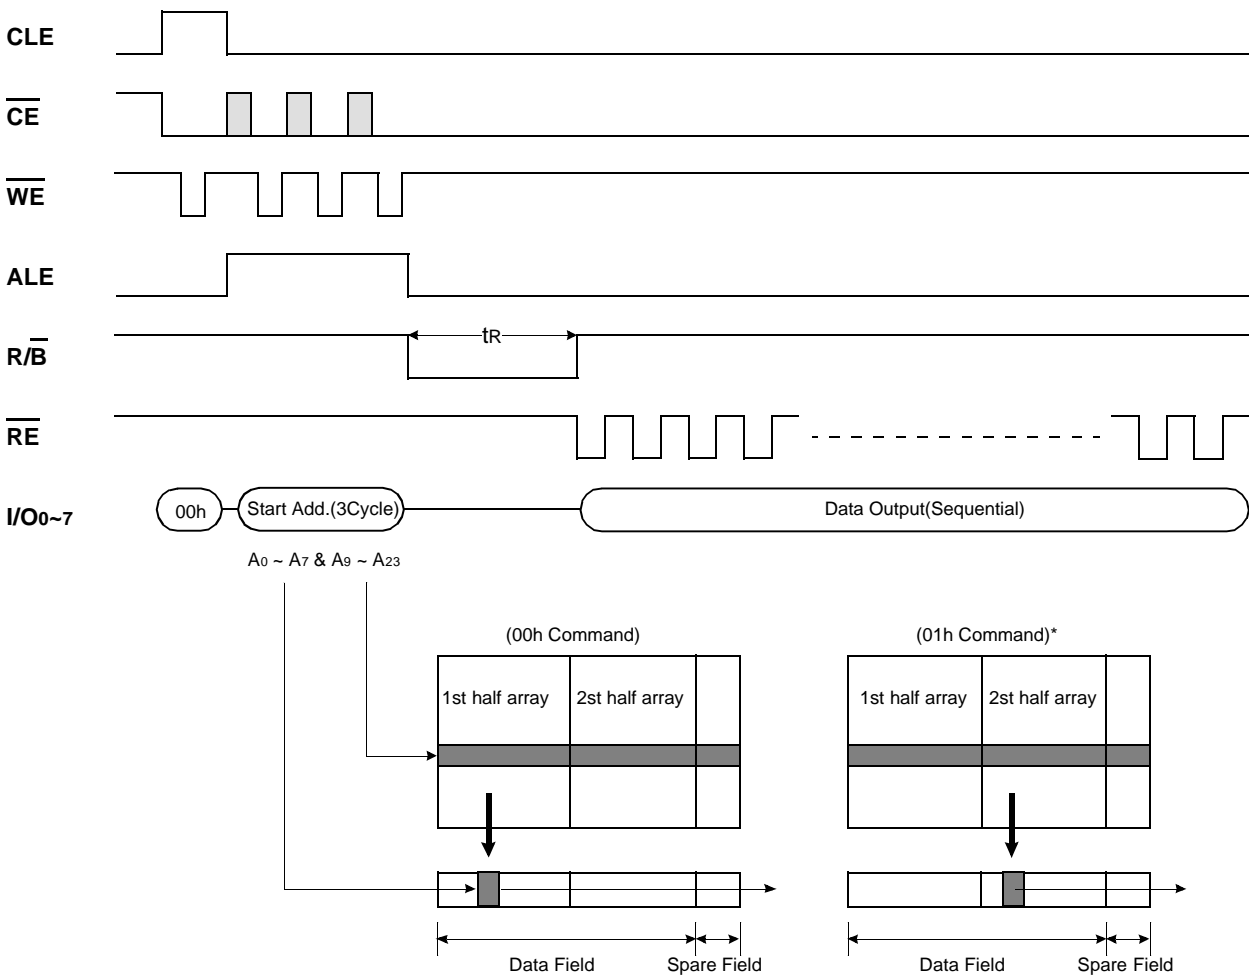 CLE
CE
WE
ALE
R/B
tR
RE
I/O0~7
00h
Start Add.(3Cycle)
Data Output(Sequential)
A0 ~ A7 & A9 ~ A23
(00h Command)
(01h Command)*
1st half array
2st half array
1st half array
2st half array
Data Field
Spare Field
Data Field
Spare Field